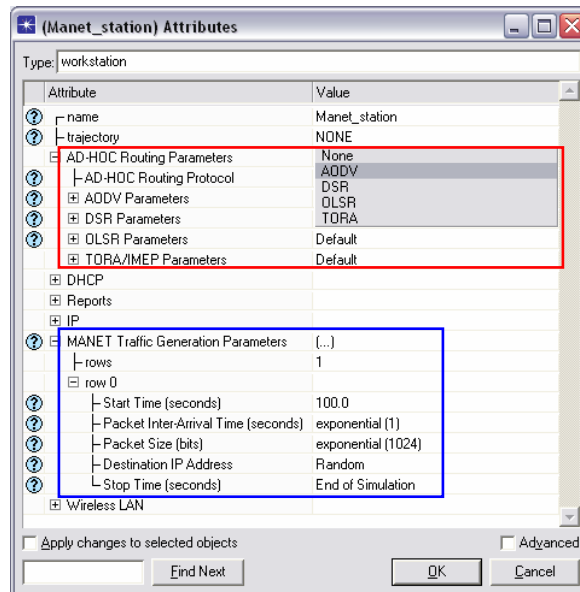 (Manet_station) Attributes
Type: workstation
Attribute Value
name Manet_station
trajectory NONE
AD-HOC Routing Parameters None
AD-HOC Routing Protocol AODV
AODV Parameters DSR
DSR Parameters OLSR
TORA
OLSR Parameters Default
TORA/IMEP Parameters Default
DHCP
Reports
IP
MANET Traffic Generation Parameters (...)
rows 1
row 0
Start Time (seconds) 100.0
Packet Inter-Arrival Time (seconds) exponential (1)
Packet Size (bits) exponential (1024)
Destination IP Address Random
Stop Time (seconds) End of Simulation
Wireless LAN
Apply changes to selected objects Advanced
Find Next OK Cancel